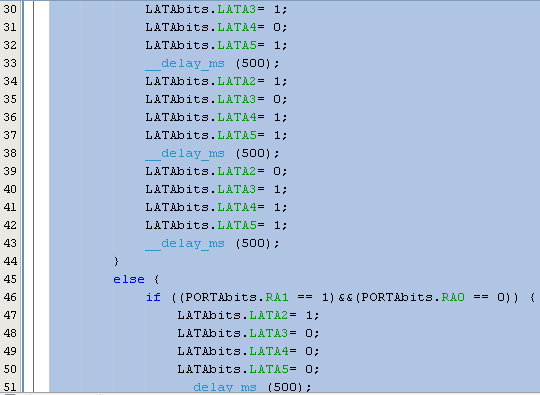 30 LATAbits.LATA3= 1;
31 LATAbits.LATA4= 0;
32 LATAbits.LATA5= 1;
33 __delay_ms (500);
34 LATAbits.LATA2= 1;
35 LATAbits.LATA3= 0;
36 LATAbits.LATA4= 1;
37 LATAbits.LATA5= 1;
38 __delay_ms (500);
39 LATAbits.LATA2= 0;
40 LATAbits.LATA3= 1;
41 LATAbits.LATA4= 1;
42 LATAbits.LATA5= 1;
43 __delay_ms (500);
44 }
45 else {
46 if ((PORTAbits.RA1 == 1)&&(PORTAbits.RA0 == 0)) {
47 LATAbits.LATA2= 1;
48 LATAbits.LATA3= 0;
49 LATAbits.LATA4= 0;
50 LATAbits.LATA5= 0;
51 __delay_ms (500);